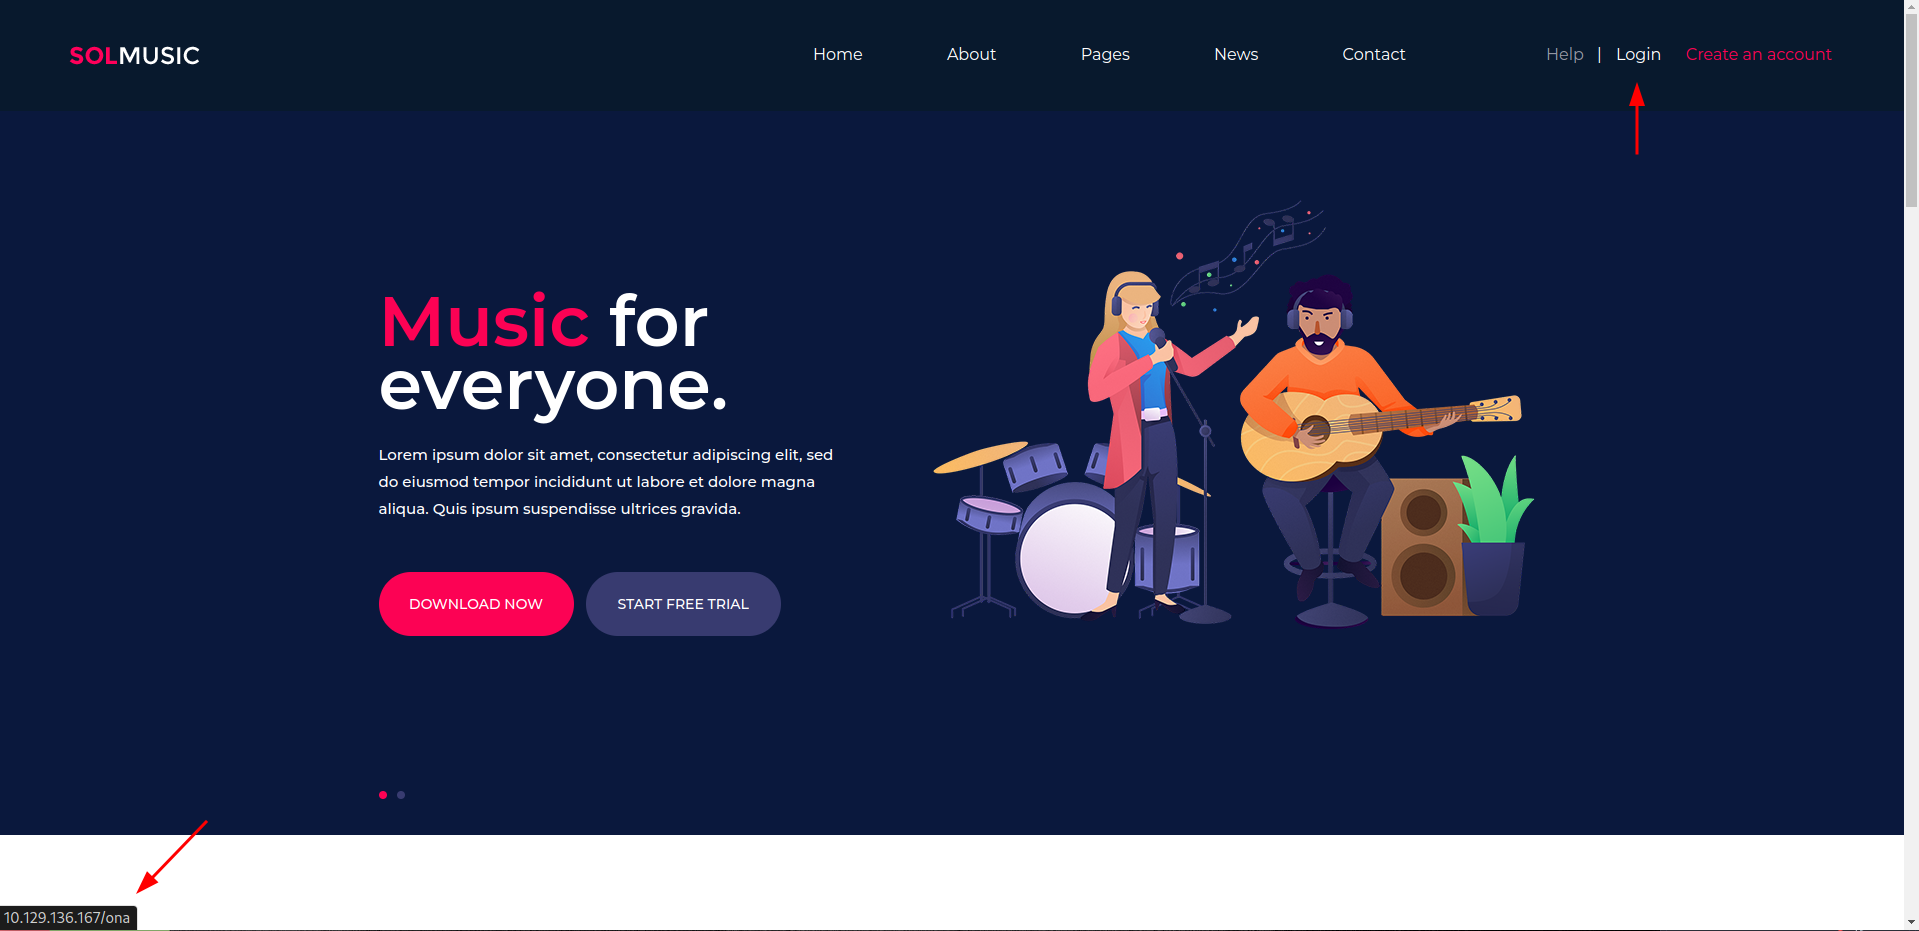 SOLMUSIC
Home About Pages News Contact Help | Login Create an account
Music for
everyone.
Lorem ipsum dolor sit amet, consectetur adipiscing elit, sed
do eiusmod tempor incididunt ut labore et dolore magna
aliqua. Quis ipsum suspendisse ultrices gravida.
DOWNLOAD NOW START FREE TRIAL
10.129.136.167/ona